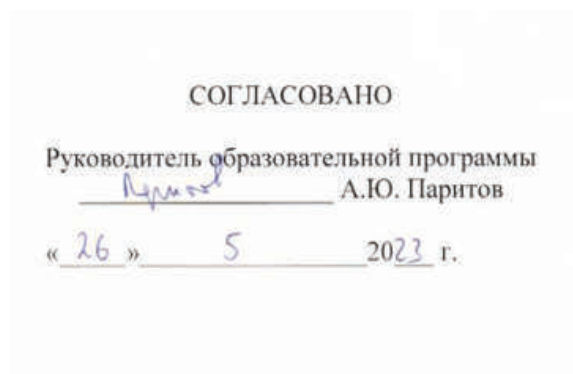 СОГЛАСОВАНО
Руководитель образовательной программы
А.Ю. Паритов
« 26 » 5 2023 г.